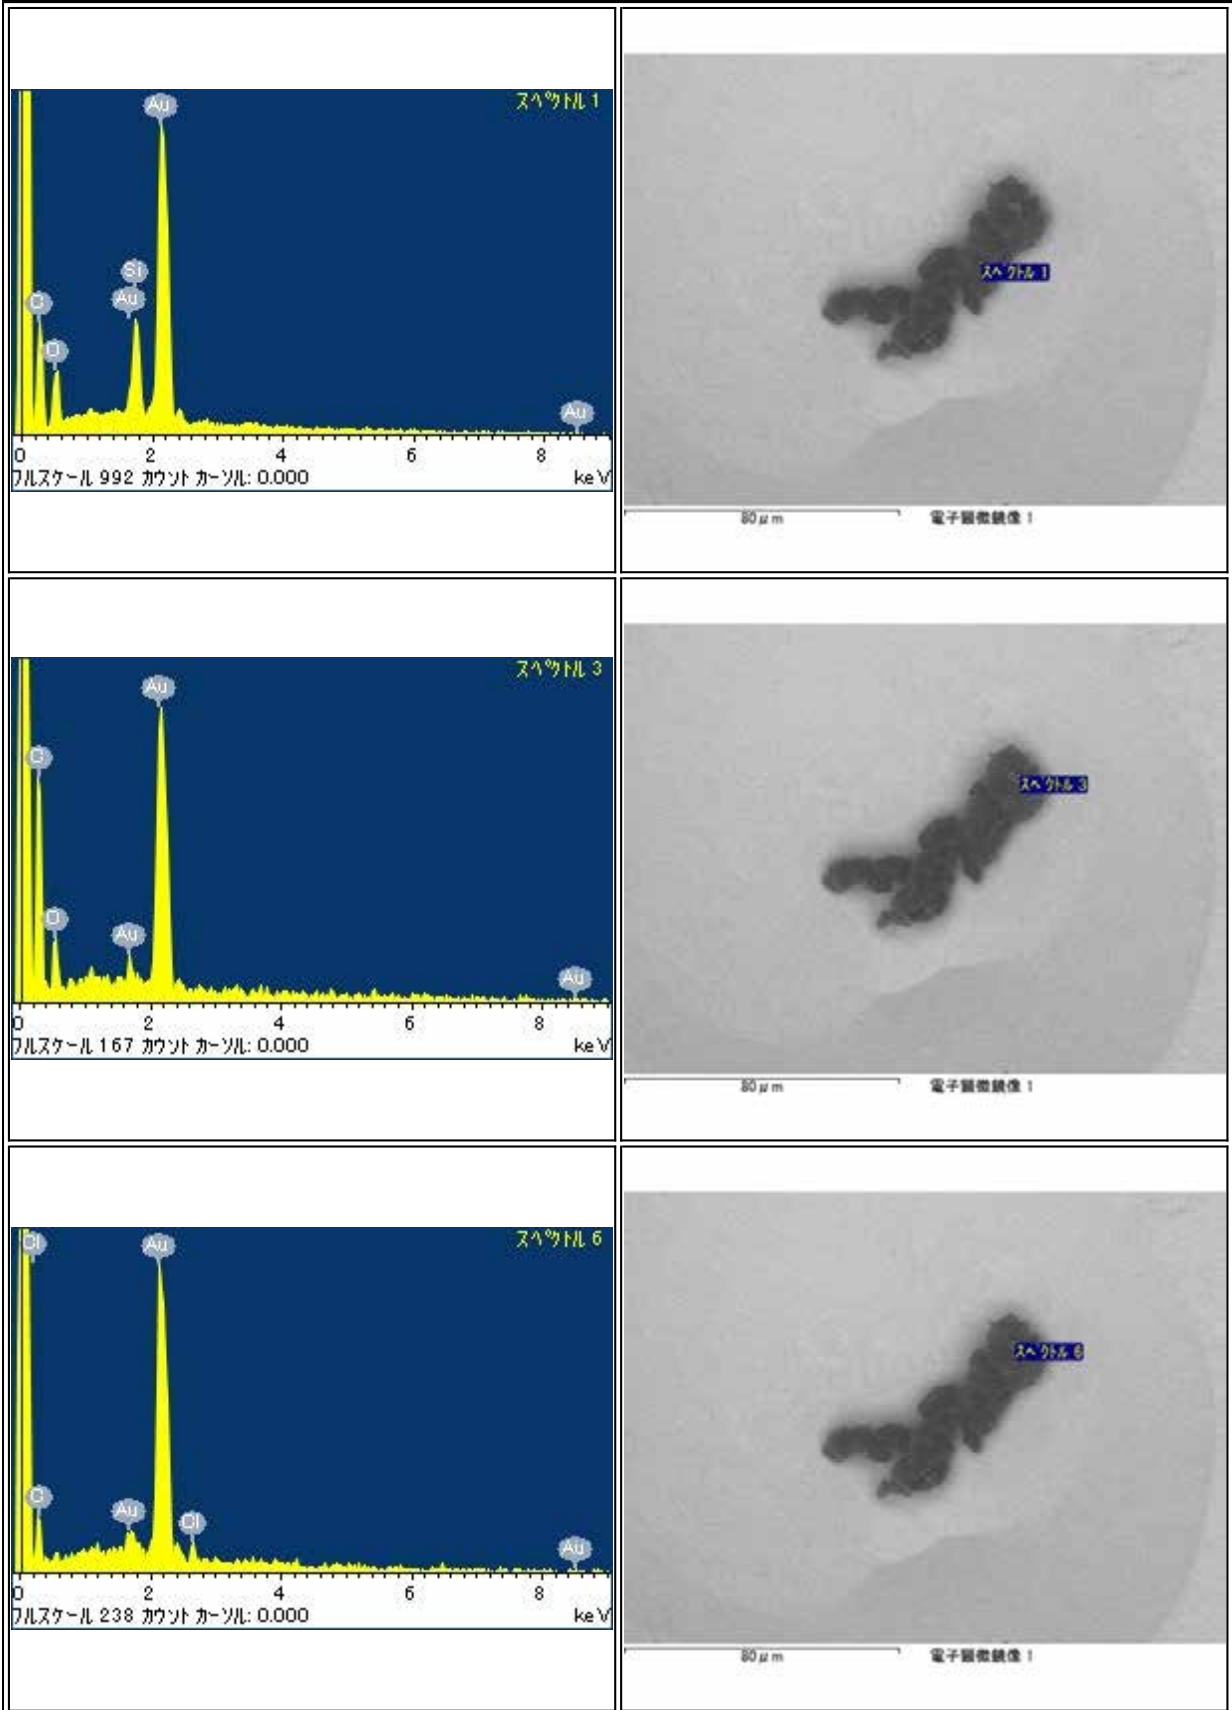 スペクトル 1
Au
Si
Au
C
O
Au
0 2 4 6 8
フルスケール 992 カウント カーソル: 0.000 keV
スペクトル 1
80μm 電子顕微鏡像 1
スペクトル 3
Au
C
O
Au
Au
0 2 4 6 8
フルスケール 167 カウント カーソル: 0.000 keV
スペクトル 3
80μm 電子顕微鏡像 1
スペクトル 6
Cl
Au
C
Au
Cl
Au
0 2 4 6 8
フルスケール 238 カウント カーソル: 0.000 keV
スペクトル 6
80μm 電子顕微鏡像 1